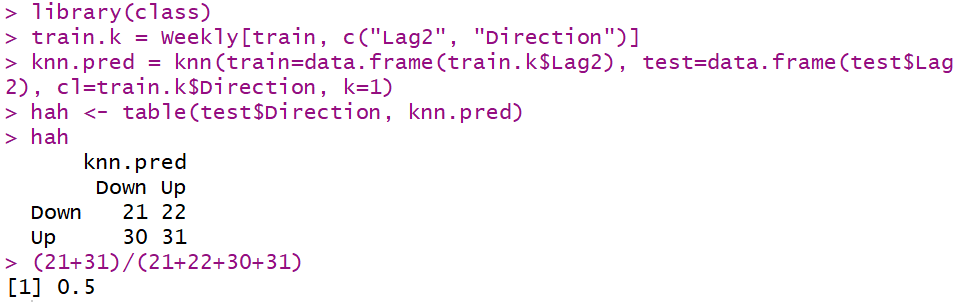 > library(class)
> train.k = Weekly[train, c("Lag2", "Direction")]
> knn.pred = knn(train=data.frame(train.k$Lag2), test=data.frame(test$Lag
2), cl=train.k$Direction, k=1)
> hah <- table(test$Direction, knn.pred)
> hah
      knn.pred
       Down Up
  Down   21 22
  Up     30 31
> (21+31)/(21+22+30+31)
[1] 0.5